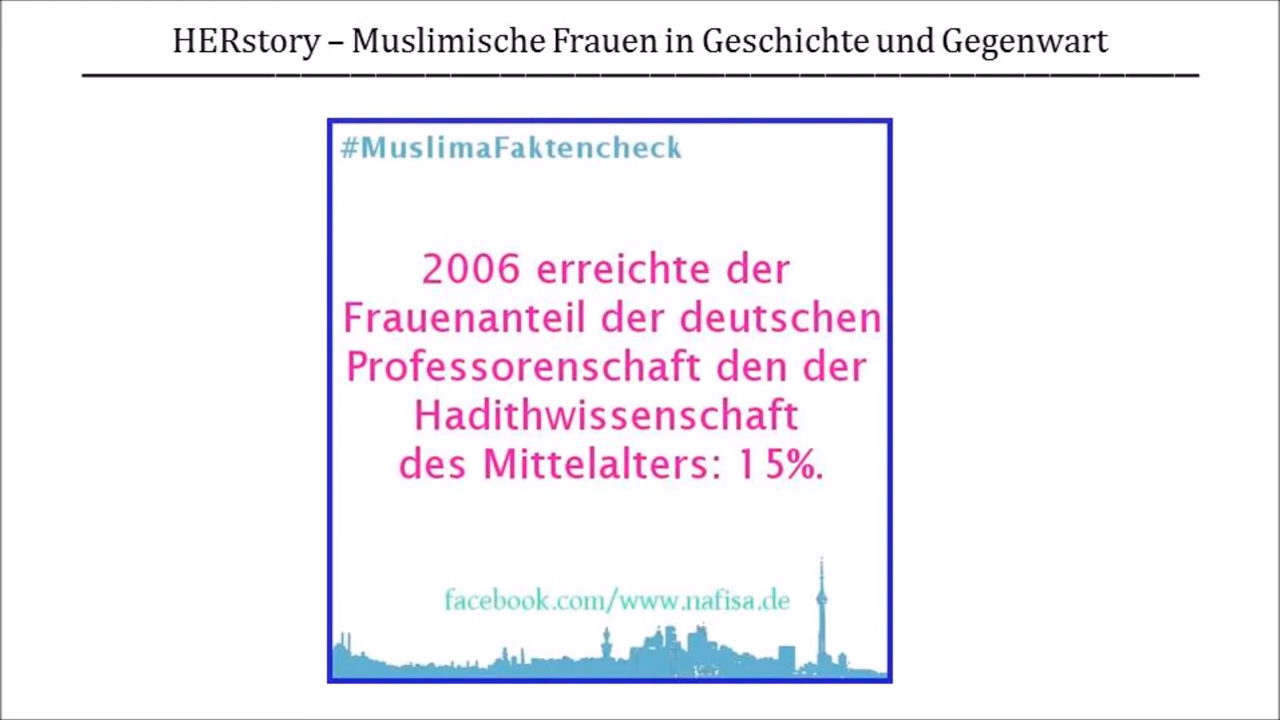 HERstory – Muslimische Frauen in Geschichte und Gegenwart
#MuslimaFaktencheck
2006 erreichte der
Frauenanteil der deutschen
Professorenschaft den der
Hadithwissenschaft
des Mittelalters: 15%.
facebook.com/www.nafisa.de